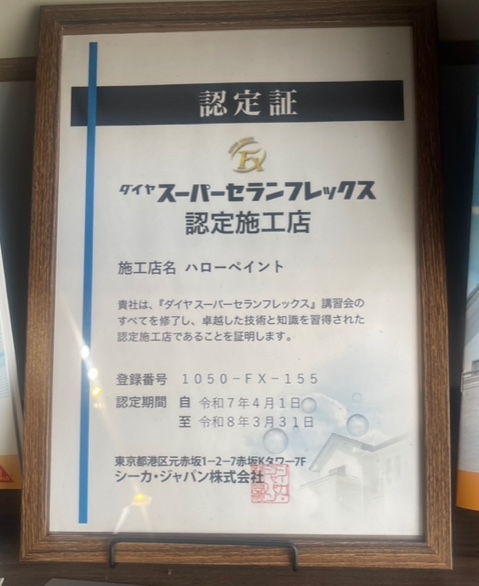 認定証
FX
ダイヤスーパーセランフレックス
認定施工店
施工店名 ハローペイント
貴社は、『ダイヤスーパーセランフレックス』講習会の
すべてを修了し、卓越した技術と知識を習得された
認定施工店であることを証明します。
登録番号 1050-FX-155
認定期間 自 令和7年4月1日
至 令和8年3月31日
東京都港区元赤坂1-2-7赤坂Kタワー7F
シーカ・ジャパン株式会社